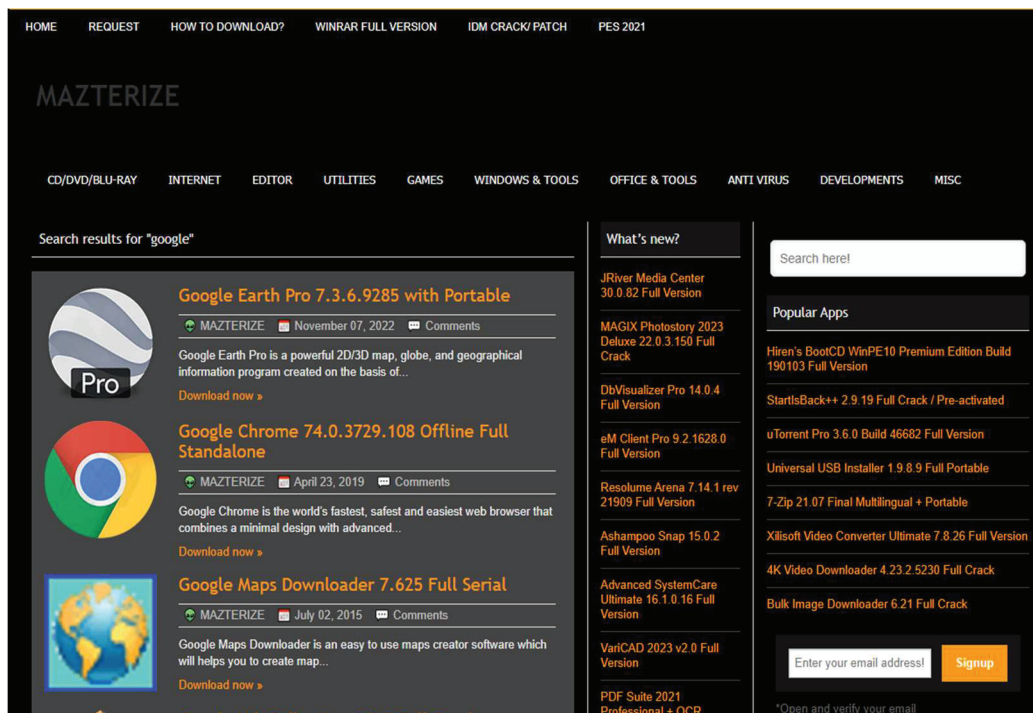 HOME REQUEST HOW TO DOWNLOAD? WINRAR FULL VERSION IDM CRACK/ PATCH PES 2021
MAZTERIZE
CD/DVD/BLU-RAY INTERNET EDITOR UTILITIES GAMES WINDOWS & TOOLS OFFICE & TOOLS ANTI VIRUS DEVELOPMENTS MISC
Search results for "google"
Google Earth Pro 7.3.6.9285 with Portable
MAZTERIZE November 07, 2022 Comments
Google Earth Pro is a powerful 2D/3D map, globe, and geographical
information program created on the basis of...
Download now »
Pro
Google Chrome 74.0.3729.108 Offline Full
Standalone
MAZTERIZE April 23, 2019 Comments
Google Chrome is the world's fastest, safest and easiest web browser that
combines a minimal design with advanced...
Download now »
Google Maps Downloader 7.625 Full Serial
MAZTERIZE July 02, 2015 Comments
Google Maps Downloader is an easy to use maps creator software which
will helps you to create map...
Download now »
What's new?
JRiver Media Center
30.0.82 Full Version
MAGIX Photostory 2023
Deluxe 22.0.3.150 Full
Crack
DbVisualizer Pro 14.0.4
Full Version
eM Client Pro 9.2.1628.0
Full Version
Resolume Arena 7.14.1 rev
21909 Full Version
Ashampoo Snap 15.0.2
Full Version
Advanced SystemCare
Ultimate 16.1.0.16 Full
Version
VariCAD 2023 v2.0 Full
Version
PDF Suite 2021
Professional + OCR
Search here!
Popular Apps
Hiren's BootCD WinPE10 Premium Edition Build
190103 Full Version
StartIsBack++ 2.9.19 Full Crack / Pre-activated
uTorrent Pro 3.6.0 Build 46682 Full Version
Universal USB Installer 1.9.8.9 Full Portable
7-Zip 21.07 Final Multilingual + Portable
Xilisoft Video Converter Ultimate 7.8.26 Full Version
4K Video Downloader 4.23.2.5230 Full Crack
Bulk Image Downloader 6.21 Full Crack
Enter your email address! Signup
*Open and verify your email